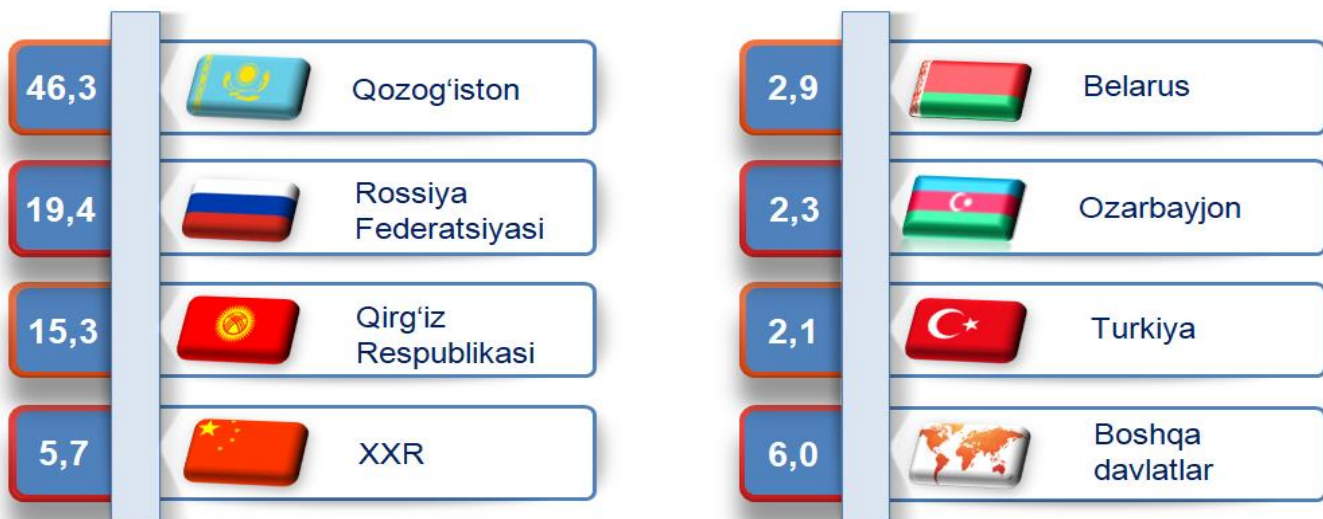 46,3
Qozog‘iston
19,4
Rossiya
Federatsiyasi
15,3
Qirg‘iz
Respublikasi
5,7
XXR
2,9
Belarus
2,3
Ozarbayjon
2,1
Turkiya
6,0
Boshqa
davlatlar